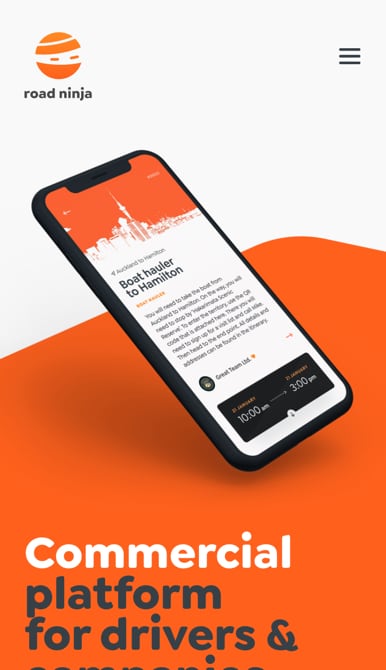 road ninja
Auckland to Hamilton
Boat hauler
to Hamilton
BOAT HAULER
You will need to take the boat from
Auckland to Hamilton. On the way, you will
need to stop by 'Hakarimata Scenic
Reserve'. To enter the territory, use the QR
code that is attached here. There you will
need to sign for a visit list and call Mike.
Then head to the end point. All details and
addresses can be found in the itinerary.
Great Team Ltd.
21 JANUARY
10:00 am
21 JANUARY
3:00 pm
Commercial
platform
for drivers &
companies